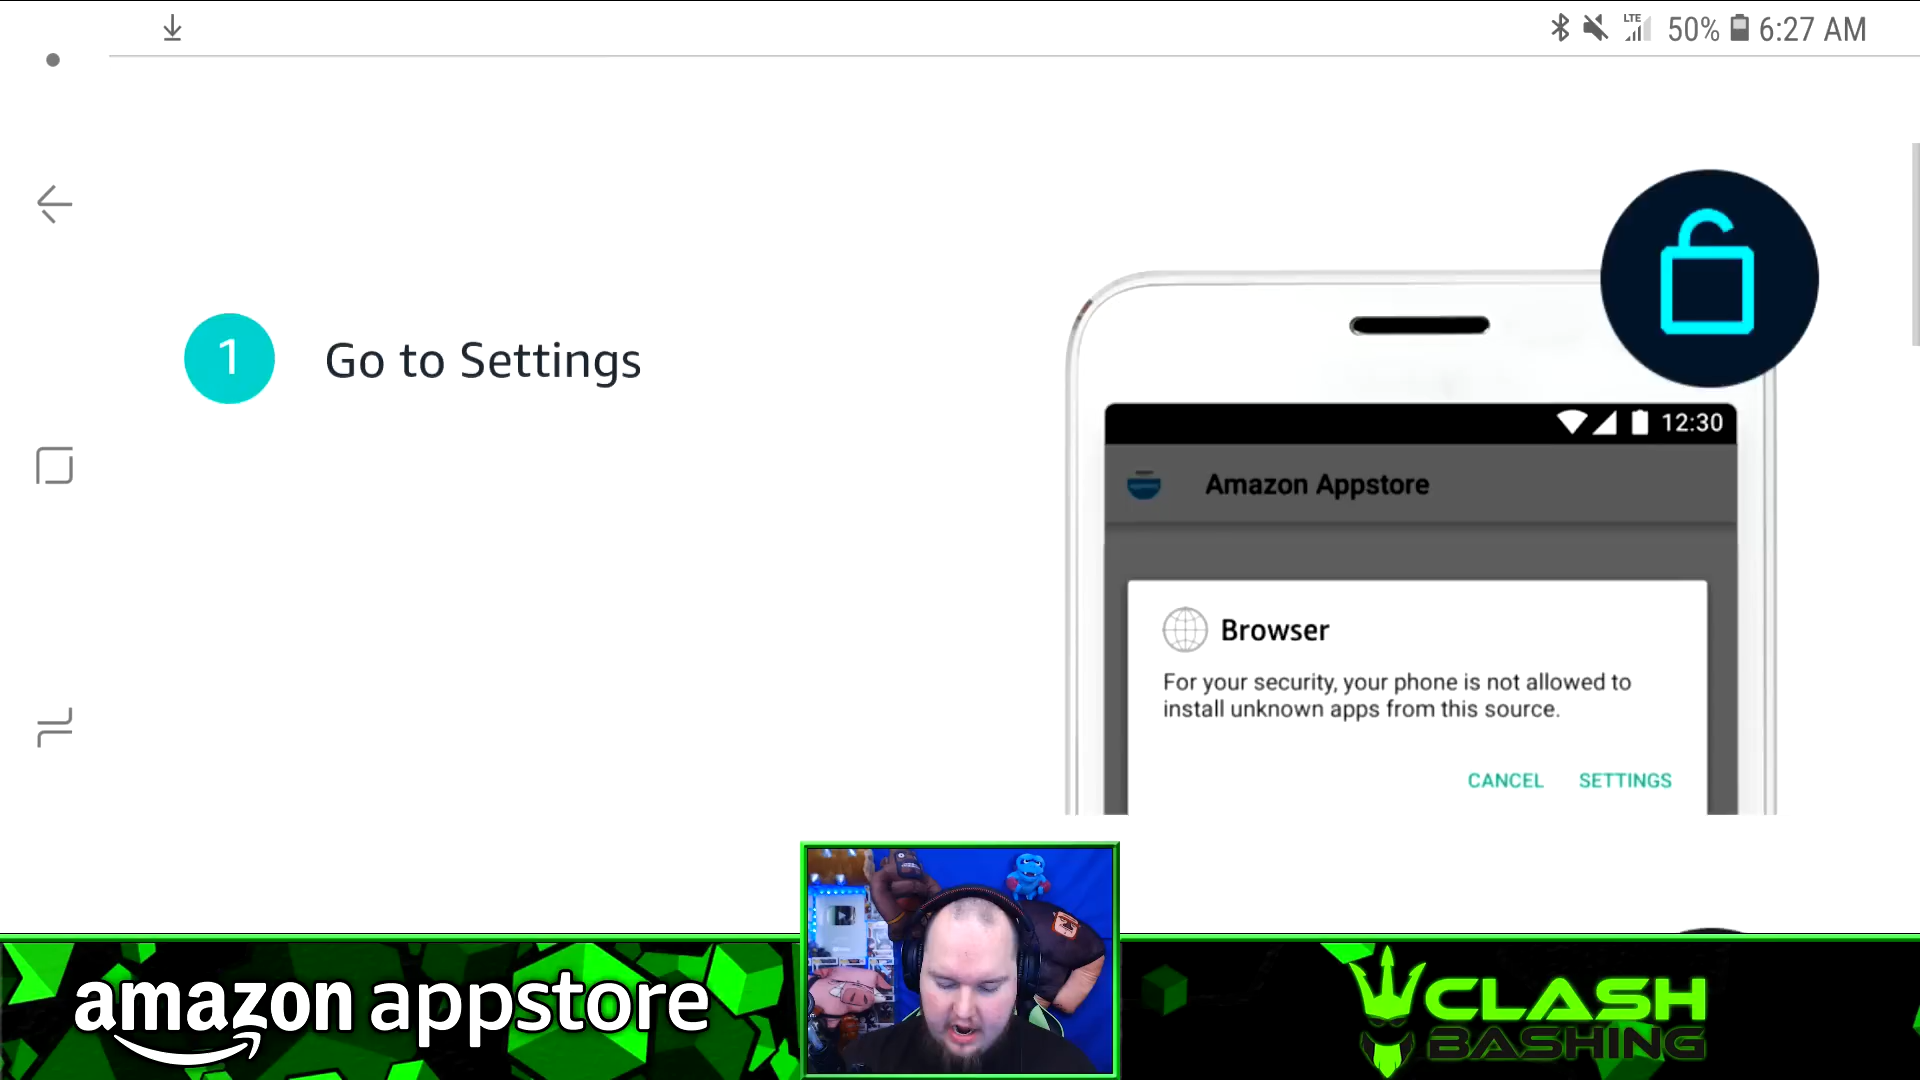 LTE 50% 6:27 AM
1 Go to Settings
12:30
Amazon Appstore
Browser
For your security, your phone is not allowed to
install unknown apps from this source.
CANCEL SETTINGS
amazon appstore
CLASH
BASHING